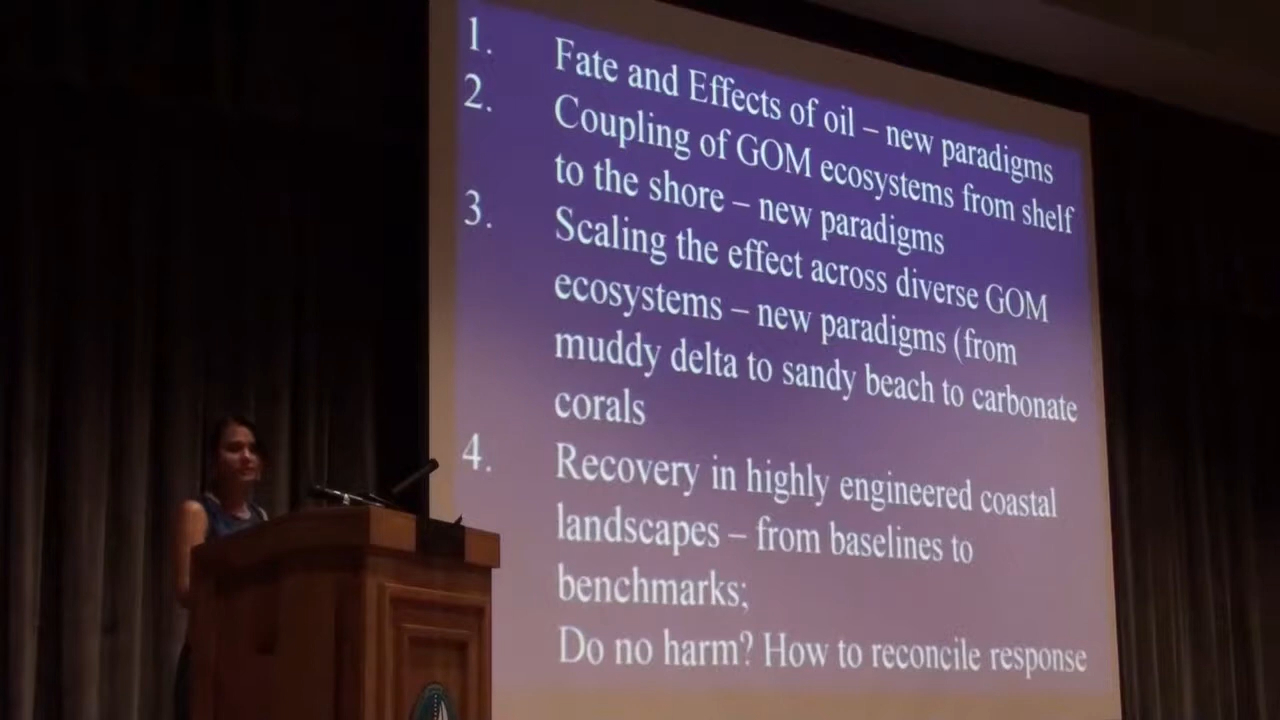 1. Fate and Effects of oil – new paradigms
2. Coupling of GOM ecosystems from shelf
to the shore – new paradigms
3. Scaling the effect across diverse GOM
ecosystems – new paradigms (from
muddy delta to sandy beach to carbonate
corals
4. Recovery in highly engineered coastal
landscapes – from baselines to
benchmarks;
Do no harm? How to reconcile response